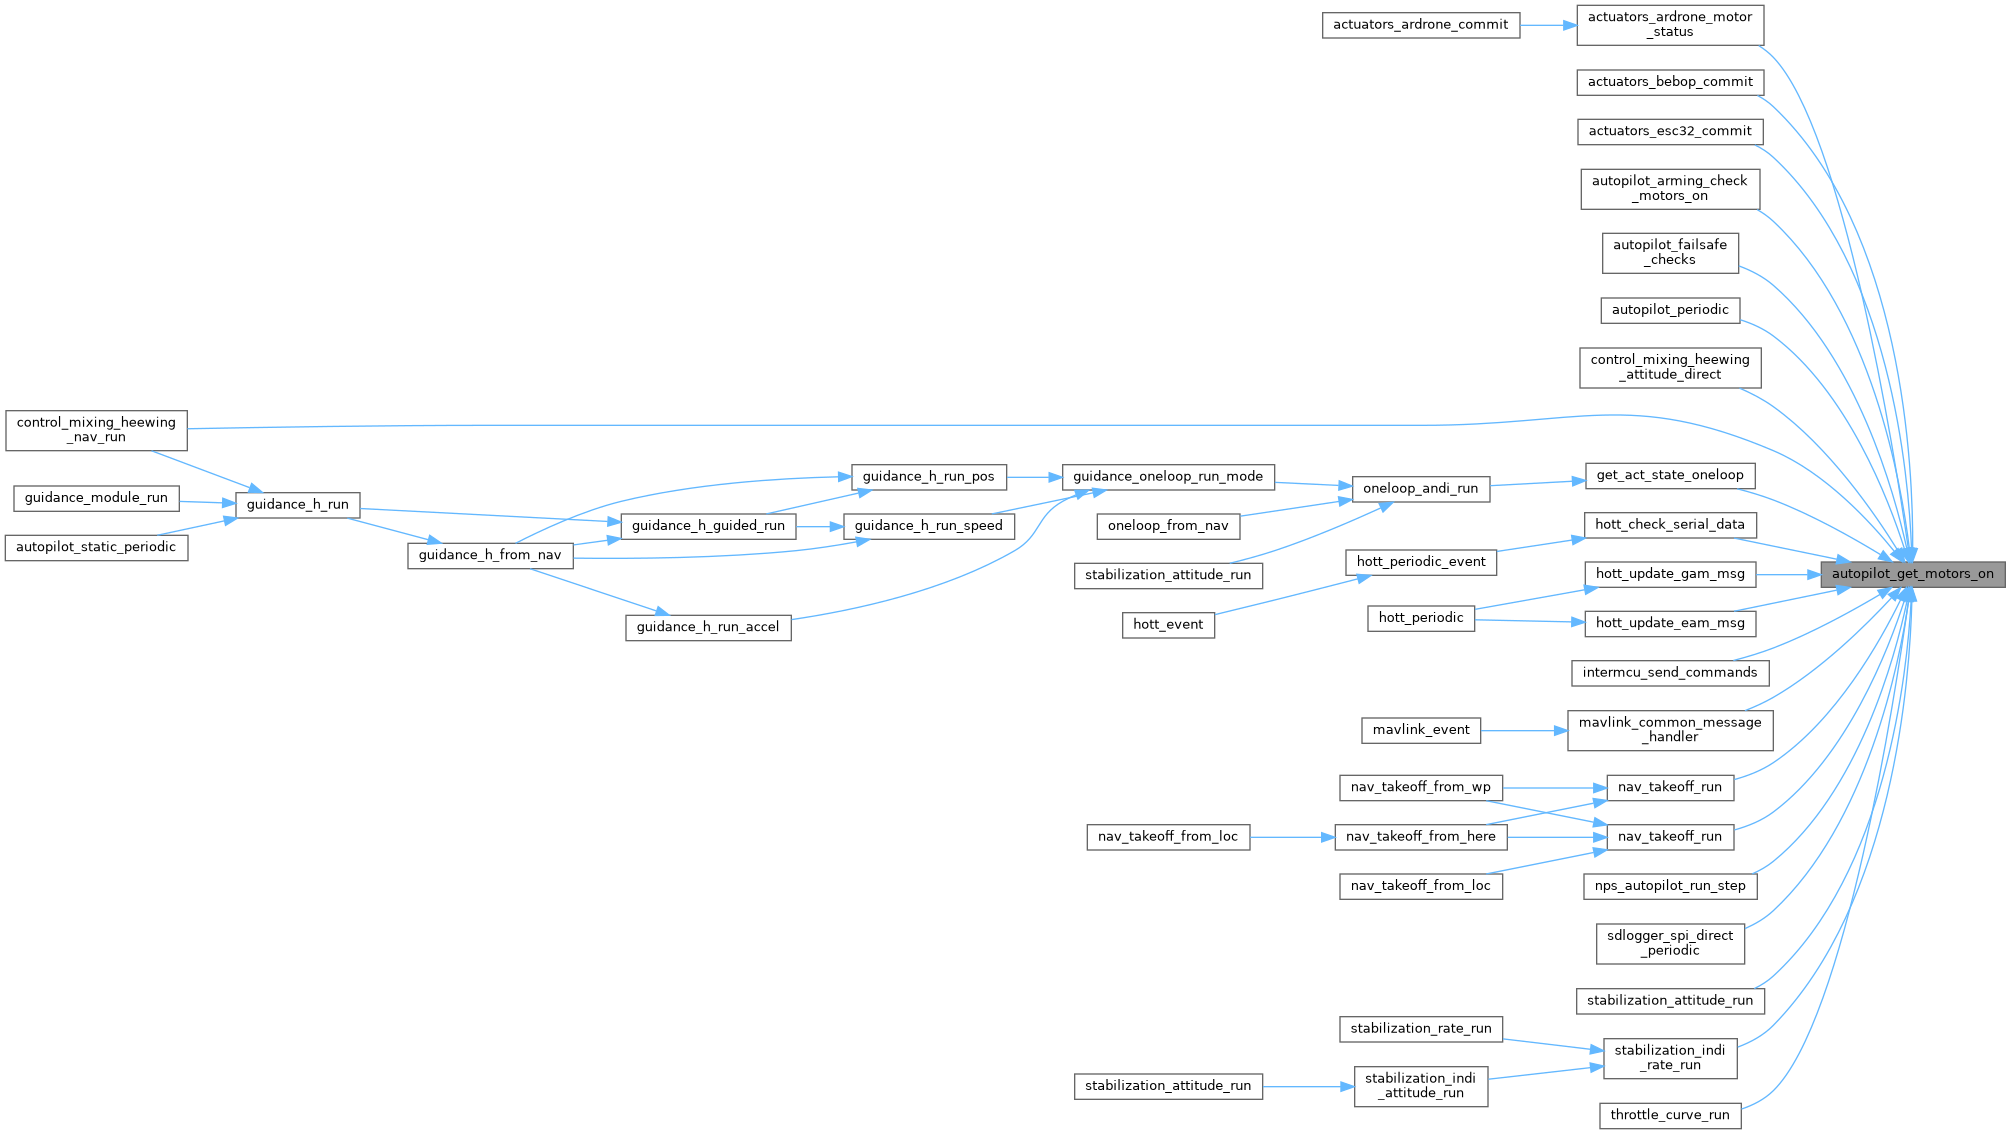 actuators_ardrone_commit
actuators_ardrone_motor
_status
actuators_bebop_commit
actuators_esc32_commit
autopilot_arming_check
_motors_on
autopilot_failsafe
_checks
autopilot_periodic
control_mixing_heewing
_attitude_direct
control_mixing_heewing
_nav_run
guidance_module_run
autopilot_static_periodic
guidance_h_run
guidance_h_from_nav
guidance_h_guided_run
guidance_h_run_accel
guidance_h_run_pos
guidance_h_run_speed
guidance_oneloop_run_mode
oneloop_from_nav
stabilization_attitude_run
oneloop_andi_run
get_act_state_oneloop
hott_check_serial_data
hott_periodic_event
hott_event
hott_update_gam_msg
hott_periodic
hott_update_eam_msg
autopilot_get_motors_on
intermcu_send_commands
mavlink_event
mavlink_common_message
_handler
nav_takeoff_from_wp
nav_takeoff_run
nav_takeoff_from_loc
nav_takeoff_from_here
nav_takeoff_run
nav_takeoff_from_loc
nps_autopilot_run_step
sdlogger_spi_direct
_periodic
stabilization_attitude_run
stabilization_rate_run
stabilization_indi
_rate_run
stabilization_attitude_run
stabilization_indi
_attitude_run
throttle_curve_run